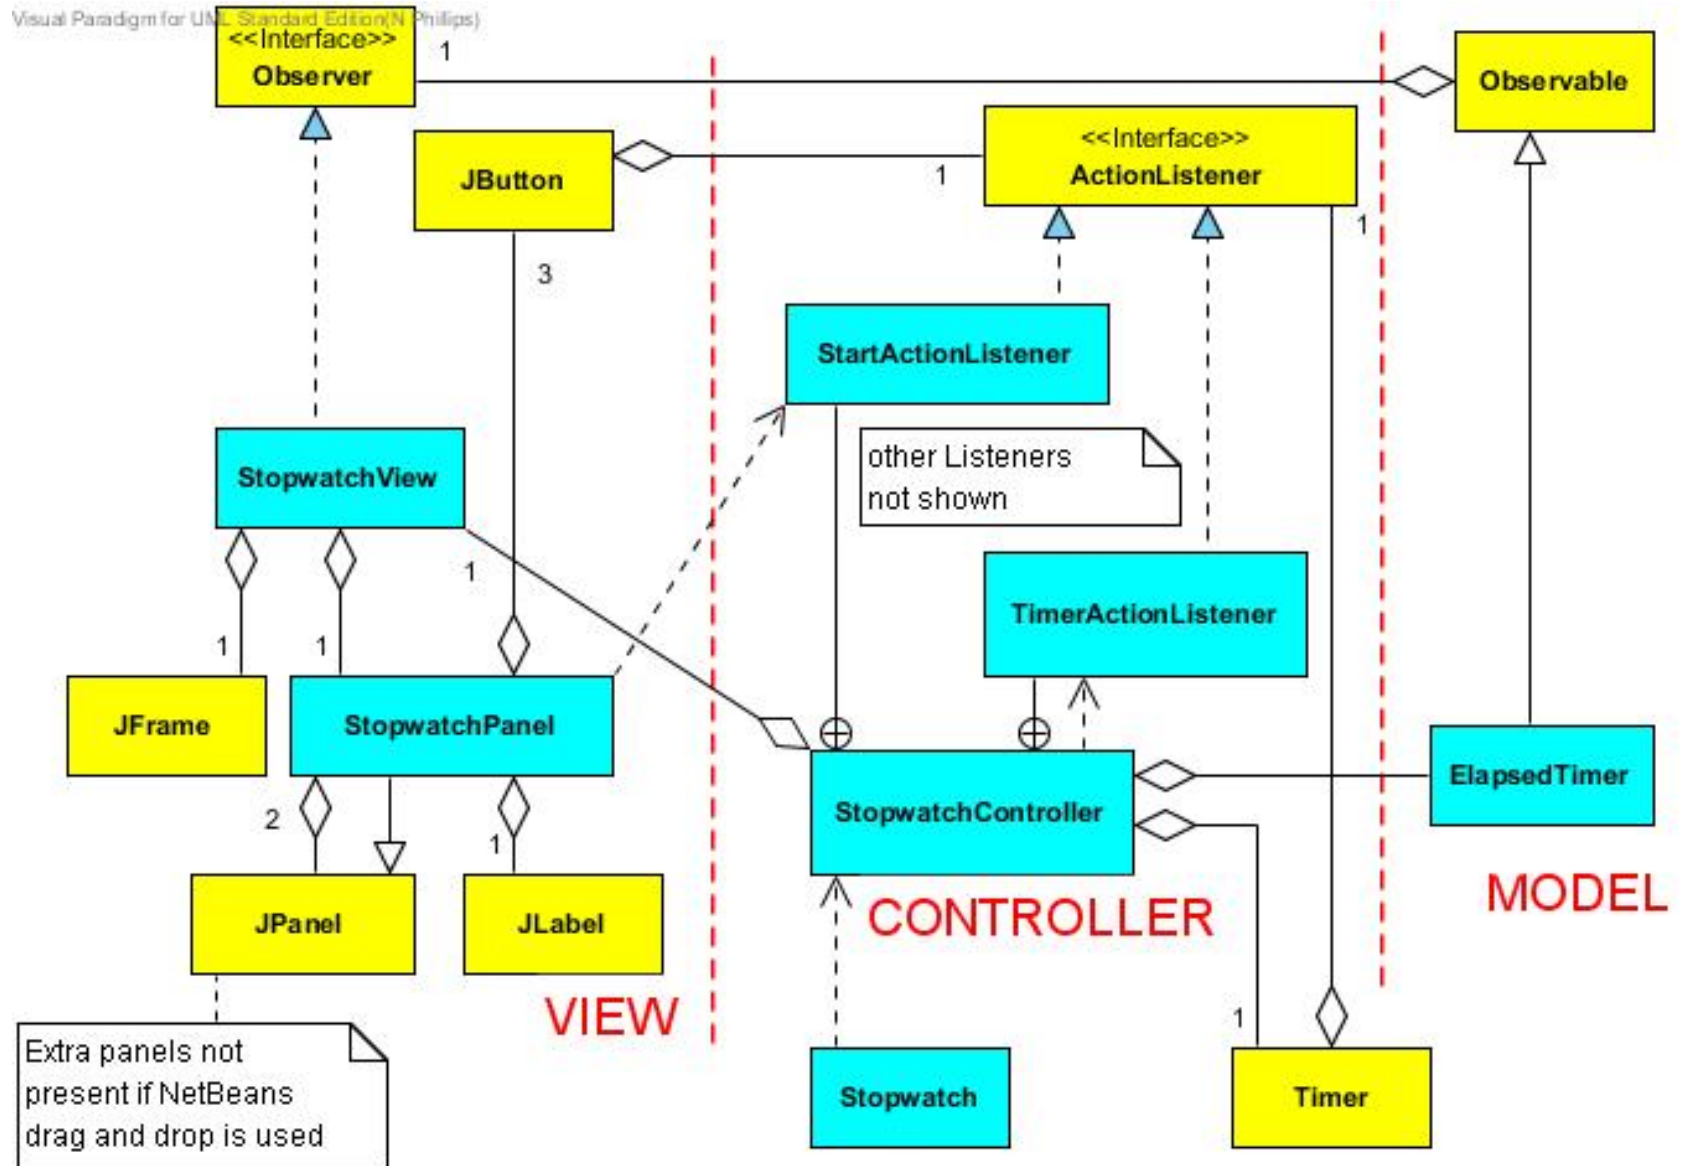 Visual Paradigm for UML Standard Edition(N Phillips)
<<Interface>>
Observer
1
Observable
JButton
<<Interface>>
ActionListener
1
1
3
StartActionListener
other Listeners
not shown
StopwatchView
1
TimerActionListener
1
1
JFrame
StopwatchPanel
ElapsedTimer
StopwatchController
2
1
JPanel
JLabel
CONTROLLER
MODEL
VIEW
1
Extra panels not
present if NetBeans
drag and drop is used
Stopwatch
Timer